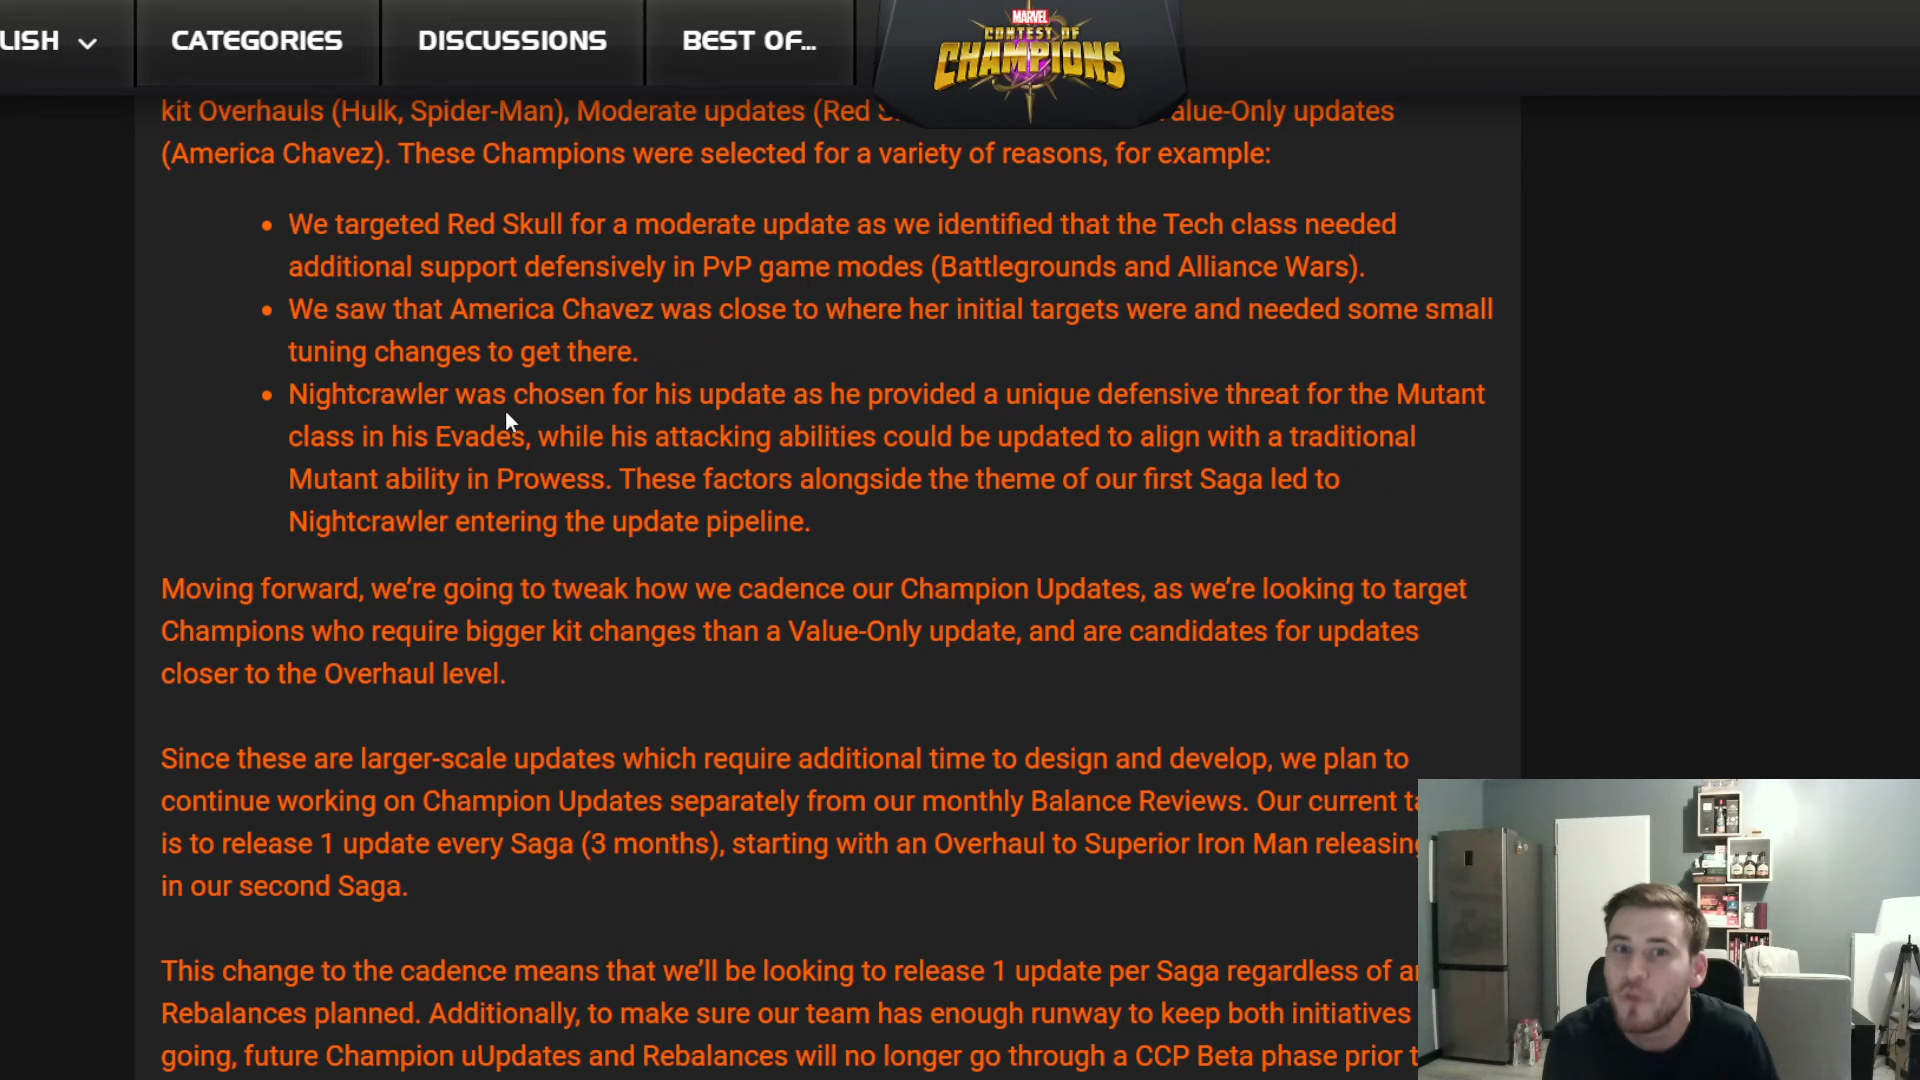 LISH
CATEGORIES
DISCUSSIONS
BEST OF...
MARVEL
CONTEST OF
CHAMPIONS
kit Overhauls (Hulk, Spider-Man), Moderate updates (Red alue-Only updates
(America Chavez). These Champions were selected for a variety of reasons, for example:
• We targeted Red Skull for a moderate update as we identified that the Tech class needed
additional support defensively in PvP game modes (Battlegrounds and Alliance Wars).
• We saw that America Chavez was close to where her initial targets were and needed some small
tuning changes to get there.
• Nightcrawler was chosen for his update as he provided a unique defensive threat for the Mutant
class in his Evades, while his attacking abilities could be updated to align with a traditional
Mutant ability in Prowess. These factors alongside the theme of our first Saga led to
Nightcrawler entering the update pipeline.
Moving forward, we’re going to tweak how we cadence our Champion Updates, as we’re looking to target
Champions who require bigger kit changes than a Value-Only update, and are candidates for updates
closer to the Overhaul level.
Since these are larger-scale updates which require additional time to design and develop, we plan to
continue working on Champion Updates separately from our monthly Balance Reviews. Our current
is to release 1 update every Saga (3 months), starting with an Overhaul to Superior Iron Man releasing
in our second Saga.
This change to the cadence means that we’ll be looking to release 1 update per Saga regardless of
Rebalances planned. Additionally, to make sure our team has enough runway to keep both initiatives
going, future Champion uUpdates and Rebalances will no longer go through a CCP Beta phase prior